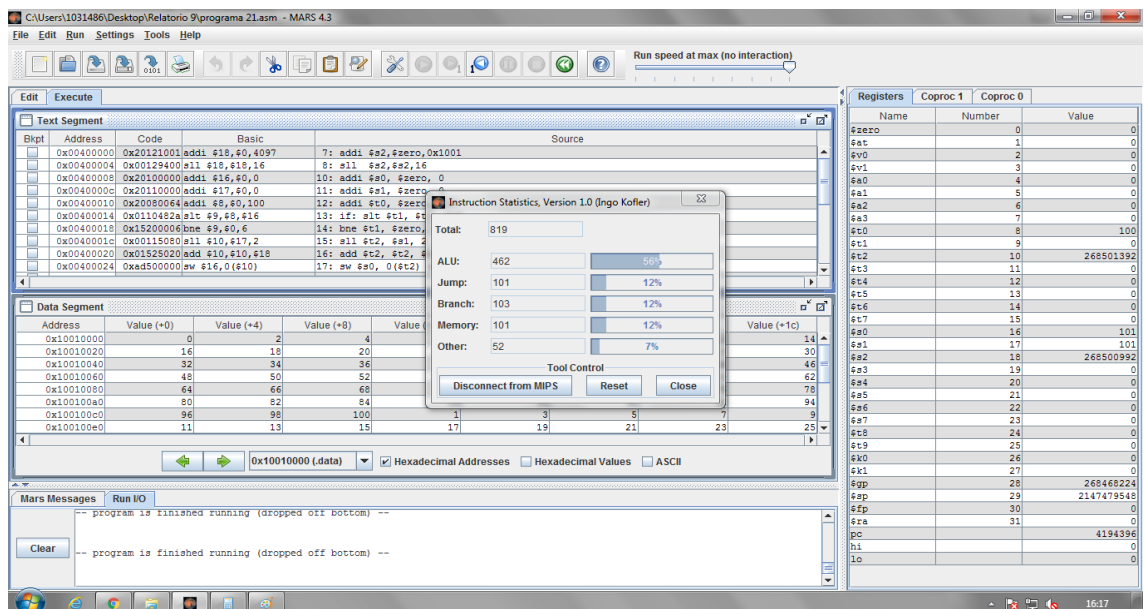 C:\Users\1031486\Desktop\Relatorio 9\programa 21.asm - MARS 4.3
File Edit Run Settings Tools Help
Run speed at max (no interaction)
Edit Execute
Text Segment
Bkpt Address Code Basic Source
0x00400000 0x20121001 addi $18,$0,4097 7: addi $s2,$zero,0x1001
0x00400004 0x00129400 sll $18,$18,16 8: sll $s2,$s2,16
0x00400008 0x20100000 addi $16,$0,0 10: addi $s0, $zero, 0
0x0040000c 0x20110000 addi $17,$0,0 11: addi $s1, $zero, 0
0x00400010 0x20080064 addi $8,$0,100 12: addi $t0, $zero
0x00400014 0x0110482a slt $9,$8,$16 13: if: slt $t1, $t
0x00400018 0x15200006 bne $9,$0,6 14: bne $t1, $zero,
0x0040001c 0x00115080 sll $10,$17,2 15: sll $t2, $s1, 2
0x00400020 0x01525020 add $10,$10,$18 16: add $t2, $t2, $
0x00400024 0xad500000 sw $16,0($10) 17: sw $s0, 0($t2)
Instruction Statistics, Version 1.0 (Ingo Kofler)
Total: 819
ALU: 462 56%
Jump: 101 12%
Branch: 103 12%
Memory: 101 12%
Other: 52 7%
Tool Control
Disconnect from MIPS Reset Close
Data Segment
Address Value (+0) Value (+4) Value (+8) Value ( Value (+1c)
0x10010000 0 2 4 14
0x10010020 16 18 20 30
0x10010040 32 34 36 46
0x10010060 48 50 52 62
0x10010080 64 66 68 78
0x100100a0 80 82 84 94
0x100100c0 96 98 100 1 3 5 7 9
0x100100e0 11 13 15 17 19 21 23 25
0x10010000 (.data) Hexadecimal Addresses Hexadecimal Values ASCII
Mars Messages Run I/O
-- program is finished running (dropped off bottom) --
-- program is finished running (dropped off bottom) --
Clear
Registers Coproc 1 Coproc 0
Name Number Value
$zero 0 0
$at 1 0
$v0 2 0
$v1 3 0
$a0 4 0
$a1 5 0
$a2 6 0
$a3 7 0
$t0 8 100
$t1 9 0
$t2 10 268501392
$t3 11 0
$t4 12 0
$t5 13 0
$t6 14 0
$t7 15 0
$s0 16 101
$s1 17 101
$s2 18 268500992
$s3 19 0
$s4 20 0
$s5 21 0
$s6 22 0
$s7 23 0
$t8 24 0
$t9 25 0
$k0 26 0
$k1 27 0
$gp 28 268468224
$sp 29 2147479548
$fp 30 0
$ra 31 0
pc 4194396
hi 0
lo 0
16:17